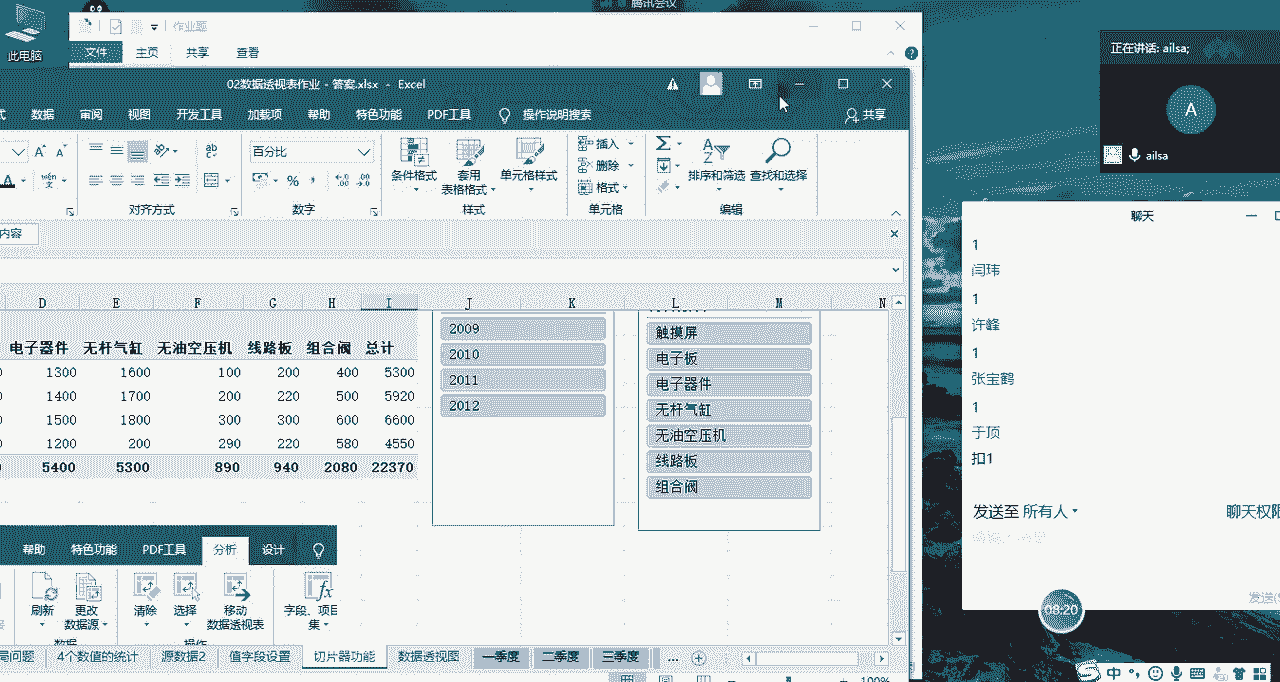 此电脑
腾讯会议
作业题
文件 主页 共享 查看
02数据透视表作业 - 答案.xlsx - Excel
数据 审阅 视图 开发工具 加载项 帮助 特色功能 PDF工具 操作说明搜索 共享
百分比
条件格式 套用表格格式 单元格样式
插入
删除
格式
排序和筛选 查找和选择
对齐方式 数字 样式 单元格 编辑
内容
D E F G H I J K L M N
电子器件 无杆气缸 无油空压机 线路板 组合阀 总计
1300 1600 100 200 400 5300
1400 1700 200 220 500 5920
1500 1800 300 300 600 6600
1200 200 290 220 580 4550
5400 5300 890 940 2080 22370
2009
2010
2011
2012
触摸屏
电子板
电子器件
无杆气缸
无油空压机
线路板
组合阀
帮助 特色功能 PDF工具 分析 设计
刷新 更改数据源 清除 选择 移动数据透视表 字段、项目集
数据 操作
局问题 4个数值的统计 源数据2 值字段设置 切片器功能 数据透视图 一季度 二季度 三季度 ...
100%
正在讲话: ailsa;
A
ailsa
聊天
1
闫玮
1
许峰
1
张宝鹤
1
于顶
扣1
发送至 所有人
聊天权限
发送(S
08:20
中